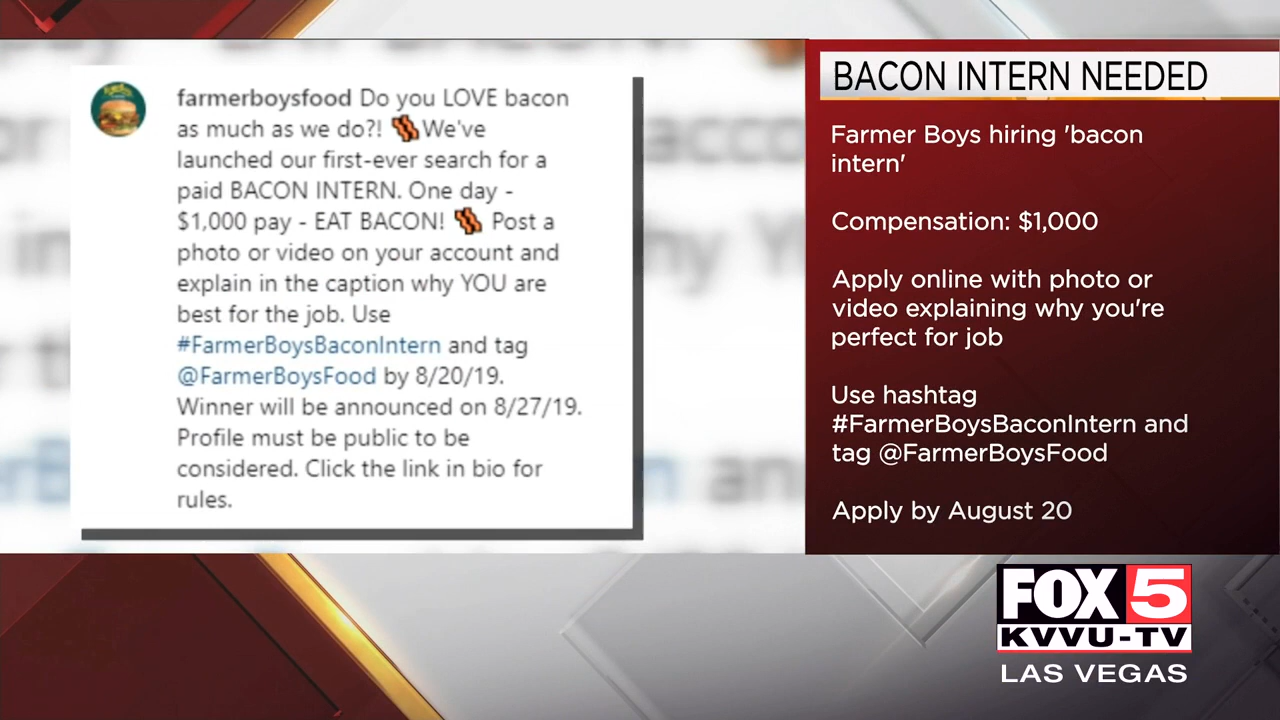 farmerboysfood Do you LOVE bacon
as much as we do?! 🥓We've
launched our first-ever search for a
paid BACON INTERN. One day -
$1,000 pay - EAT BACON! 🥓 Post a
photo or video on your account and
explain in the caption why YOU are
best for the job. Use
#FarmerBoysBaconIntern and tag
@FarmerBoysFood by 8/20/19.
Winner will be announced on 8/27/19.
Profile must be public to be
considered. Click the link in bio for
rules.
BACON INTERN NEEDED
Farmer Boys hiring 'bacon
intern'
Compensation: $1,000
Apply online with photo or
video explaining why you're
perfect for job
Use hashtag
#FarmerBoysBaconIntern and
tag @FarmerBoysFood
Apply by August 20
FOX 5
KVVU-TV
LAS VEGAS